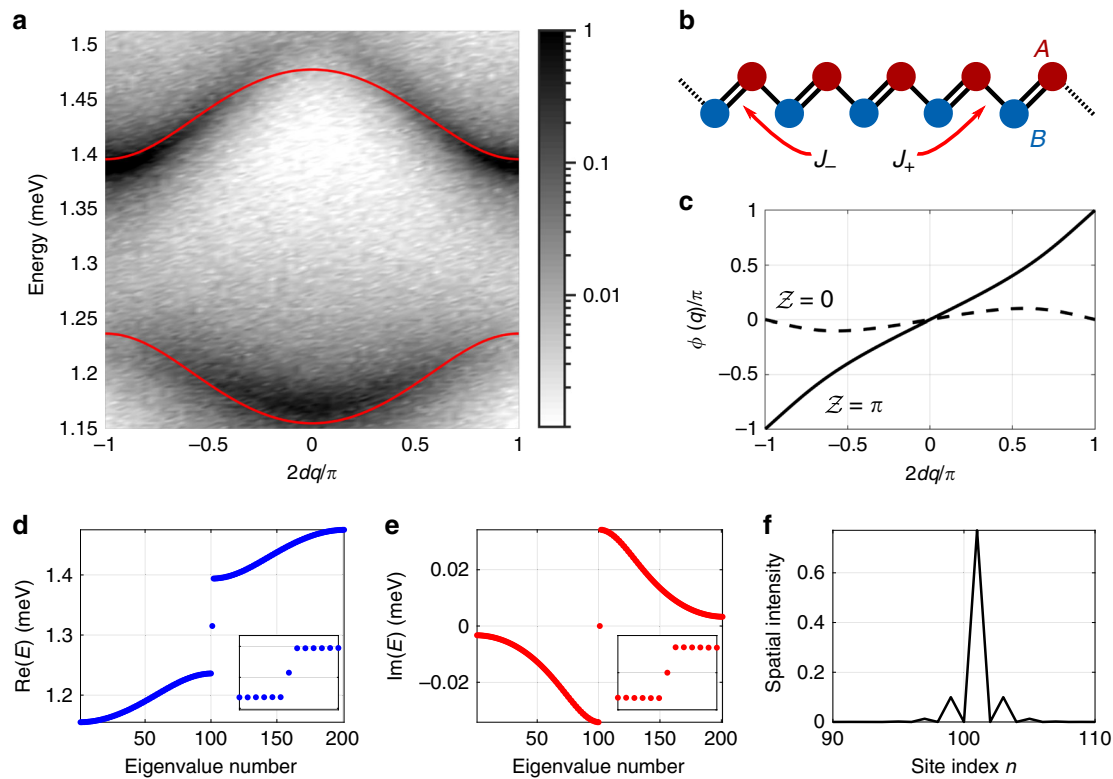 a
1.5
1.45
1.4
1.35
1.3
1.25
1.2
1.15
Energy (meV)
−1
−0.5
0
0.5
1
2dq/π
1
0.1
0.01
b
A
B
J−
J+
c
1
0.5
0
−0.5
−1
ϕ (q)/π
𝒵 = 0
𝒵 = π
−1
−0.5
0
0.5
1
2dq/π
d
1.4
1.3
1.2
Re(E) (meV)
50
100
150
200
Eigenvalue number
e
0.02
0
−0.02
Im(E) (meV)
50
100
150
200
Eigenvalue number
f
0.6
0.4
0.2
0
Spatial intensity
90
100
110
Site index n